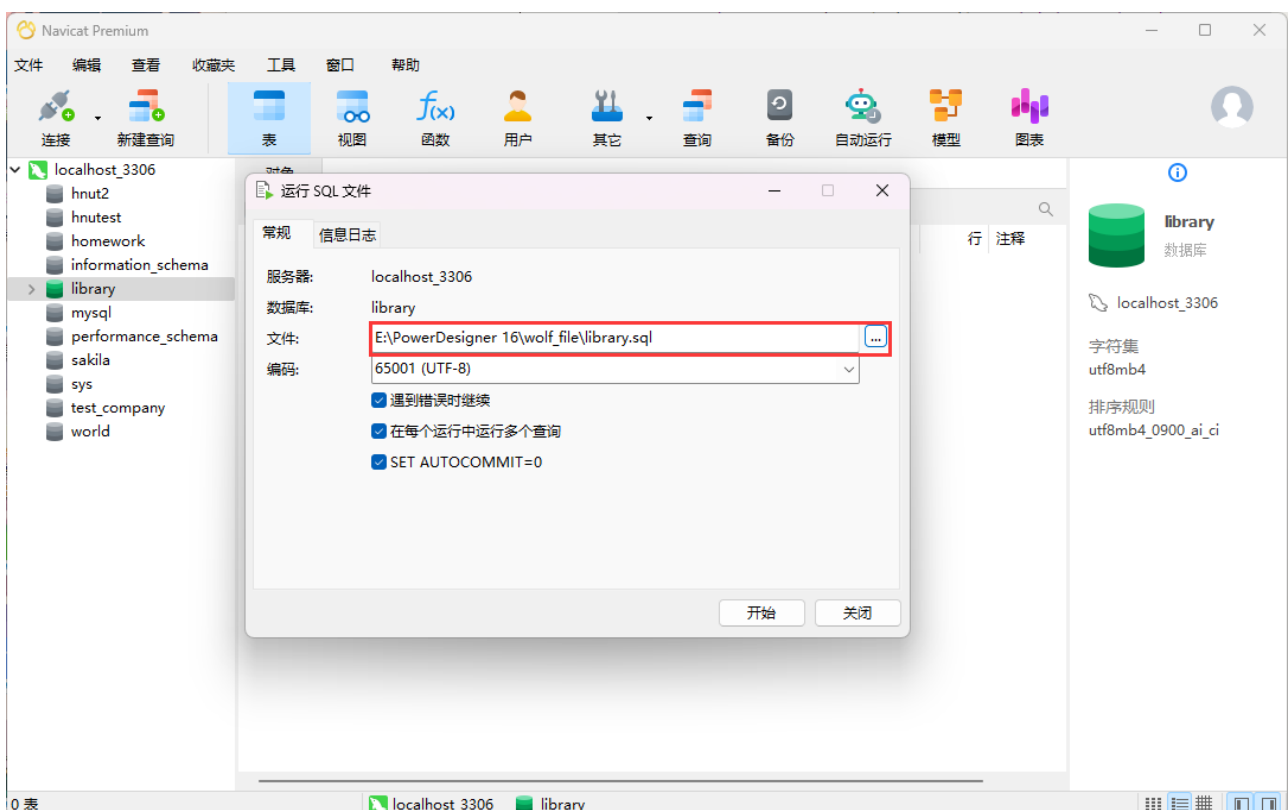 Navicat Premium
文件 编辑 查看 收藏夹 工具 窗口 帮助
连接 新建查询 表 视图 函数 用户 其它 查询 备份 自动运行 模型 图表
localhost_3306
hnut2
hnutest
homework
information_schema
library
mysql
performance_schema
sakila
sys
test_company
world
对象
行 注释
运行 SQL 文件
常规 信息日志
服务器: localhost_3306
数据库: library
文件: E:\PowerDesigner 16\wolf_file\library.sql ...
编码: 65001 (UTF-8)
遇到错误时继续
在每个运行中运行多个查询
SET AUTOCOMMIT=0
开始 关闭
library
数据库
localhost_3306
字符集
utf8mb4
排序规则
utf8mb4_0900_ai_ci
0 表 localhost_3306 library